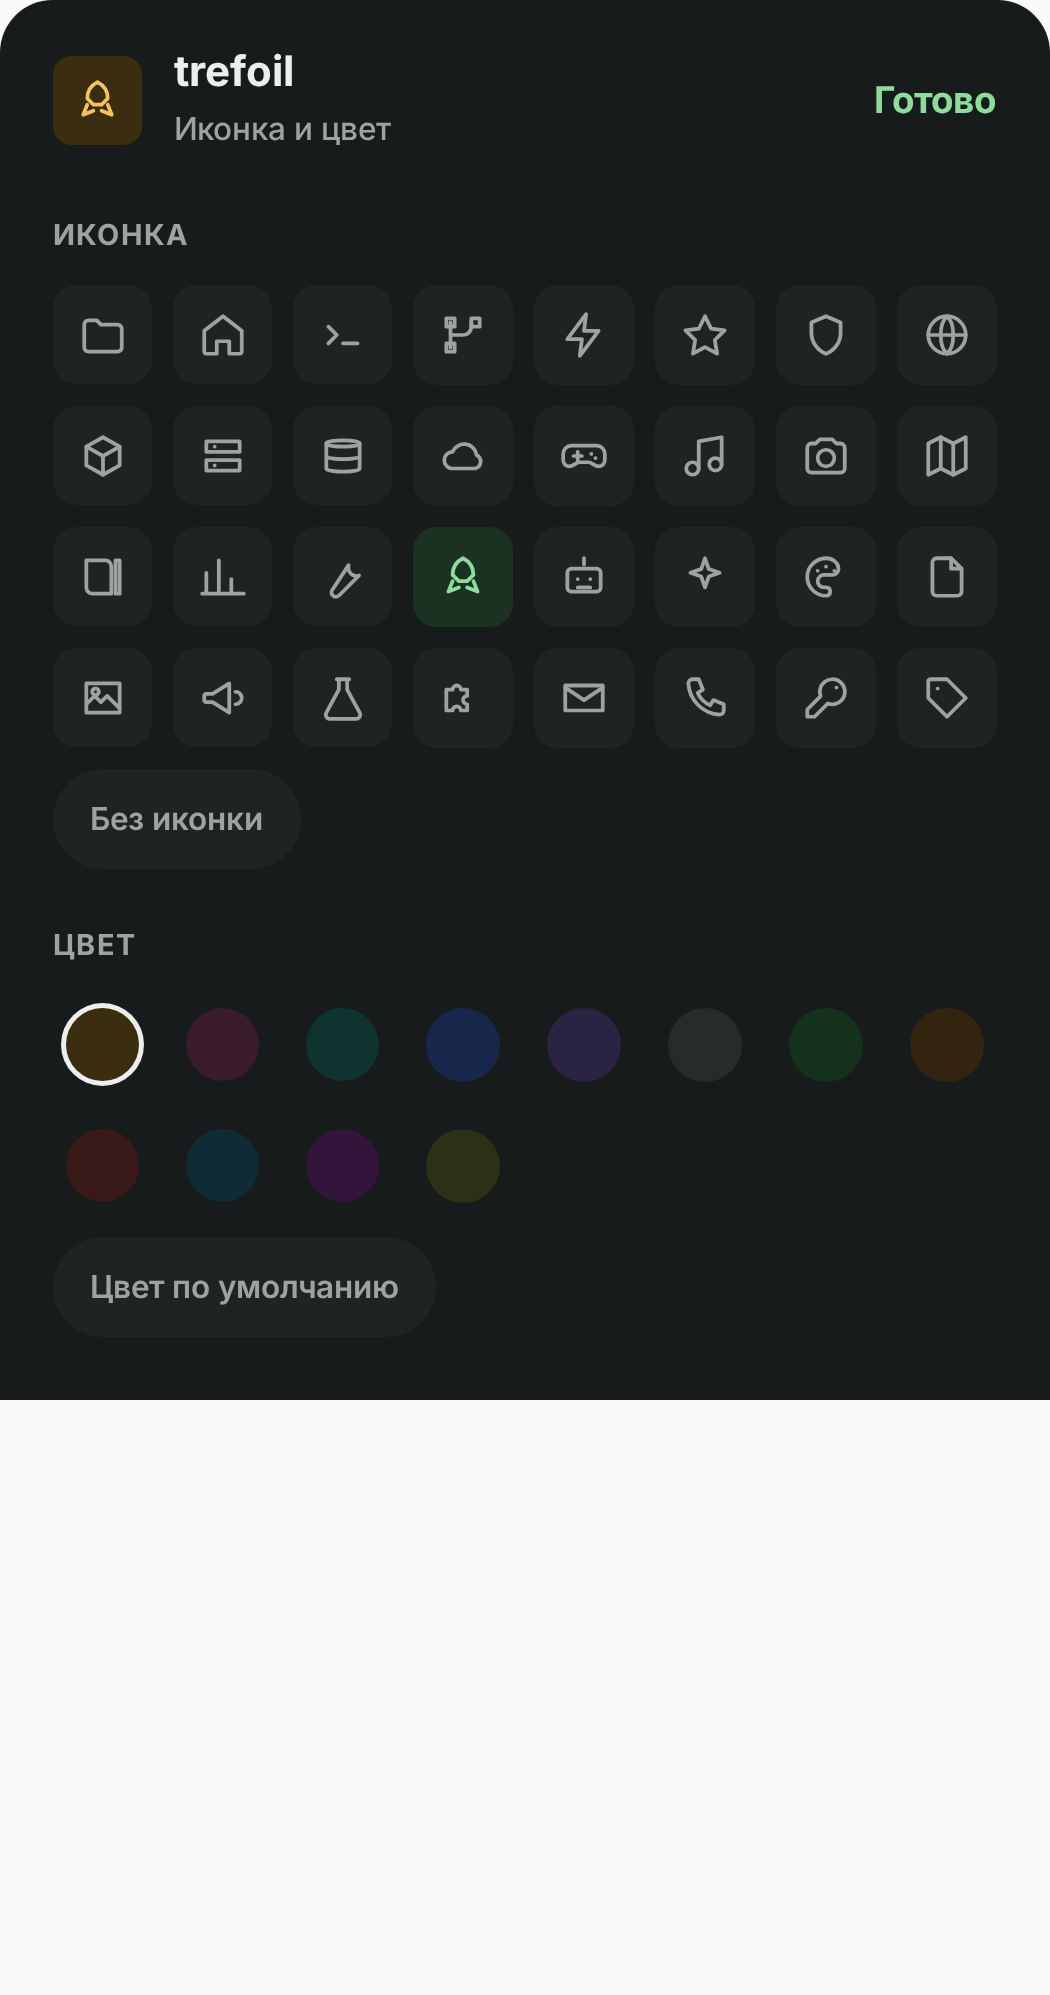 trefoil
Иконка и цвет
Готово
ИКОНКА
Без иконки
ЦВЕТ
Цвет по умолчанию